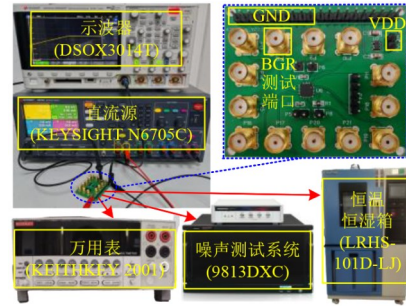 示波器
(DSOX3014T)
GND
VDD
BGR
测试
端口
直流源
(KEYSIGHT N6705C)
万用表
(KEITHKEY 2001)
噪声测试系统
(9813DXC)
恒温
恒湿箱
(LRHS-
101D-LJ)